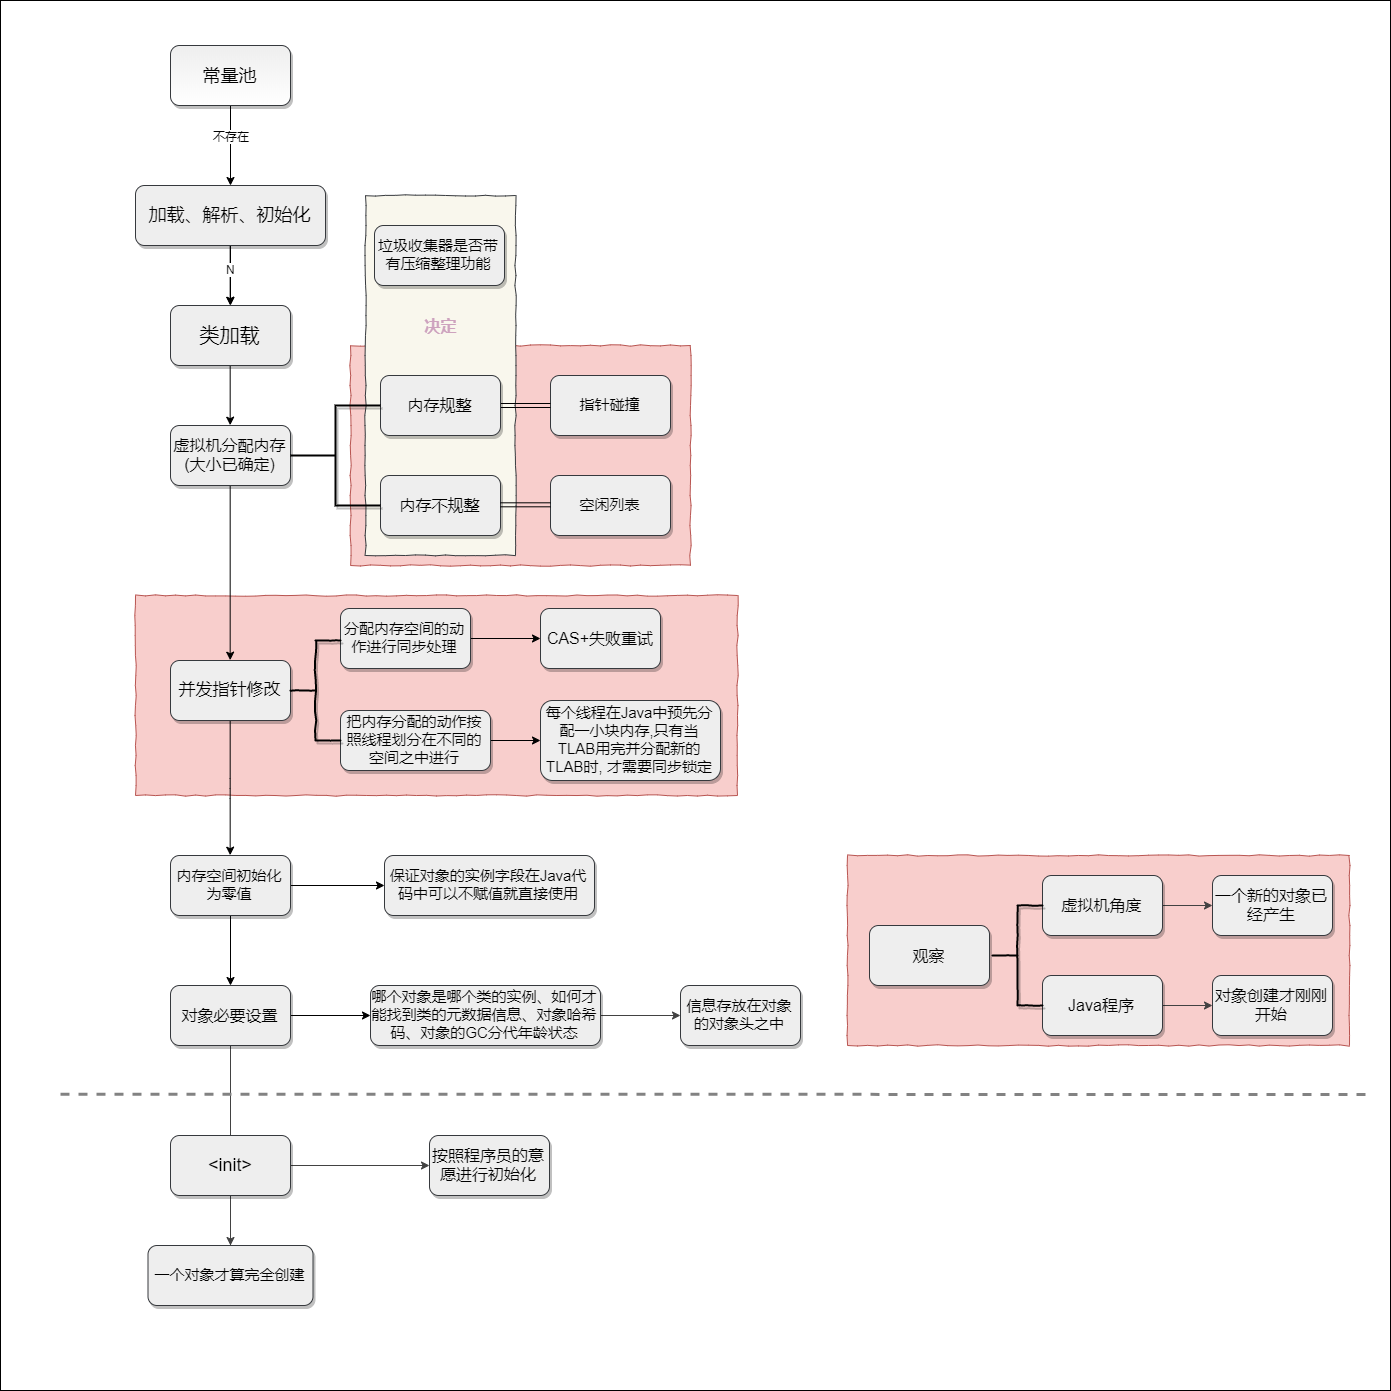 常量池
不存在
加载、解析、初始化
N
类加载
垃圾收集器是否带
有压缩整理功能
决定
内存规整
指针碰撞
虚拟机分配内存
(大小已确定)
内存不规整
空闲列表
分配内存空间的动
作进行同步处理
CAS+失败重试
并发指针修改
把内存分配的动作按
照线程划分在不同的
空间之中进行
每个线程在Java中预先分
配一小块内存,只有当
TLAB用完并分配新的
TLAB时, 才需要同步锁定
内存空间初始化
为零值
保证对象的实例字段在Java代
码中可以不赋值就直接使用
观察
虚拟机角度
一个新的对象已
经产生
Java程序
对象创建才刚刚
开始
对象必要设置
哪个对象是哪个类的实例、如何才
能找到类的元数据信息、对象哈希
码、对象的GC分代年龄状态
信息存放在对象
的对象头之中
<init>
按照程序员的意
愿进行初始化
一个对象才算完全创建